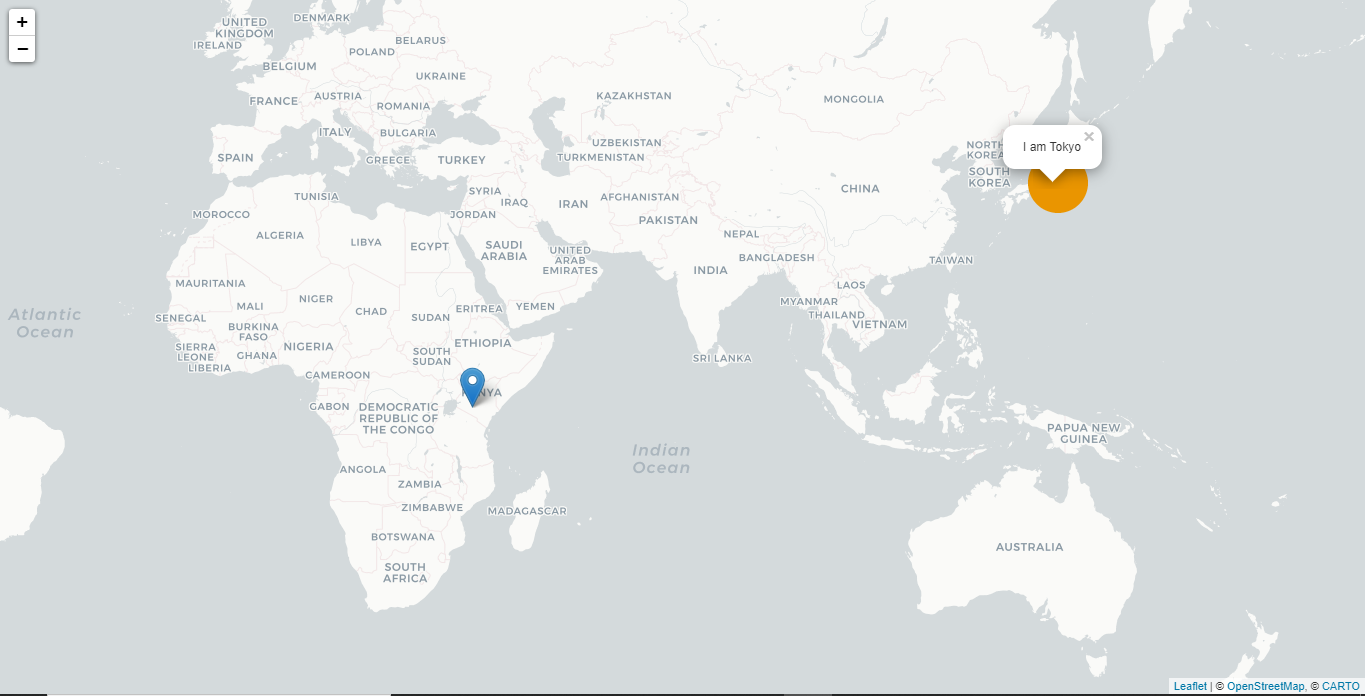 +
−
UNITED
KINGDOM
DENMARK
IRELAND
BELARUS
POLAND
BELGIUM
UKRAINE
FRANCE
AUSTRIA
ROMANIA
KAZAKHSTAN
MONGOLIA
ITALY
BULGARIA
SPAIN
GREECE
TURKEY
UZBEKISTAN
TURKMENISTAN
NORTH
KOREA
I am Tokyo
×
SOUTH
KOREA
TUNISIA
SYRIA
IRAQ
IRAN
AFGHANISTAN
CHINA
MOROCCO
JORDAN
PAKISTAN
ALGERIA
LIBYA
EGYPT
SAUDI
ARABIA
UNITED
ARAB
EMIRATES
NEPAL
BANGLADESH
TAIWAN
INDIA
MAURITANIA
MALI
NIGER
CHAD
SUDAN
ERITREA
YEMEN
LAOS
MYANMAR
THAILAND
VIETNAM
Atlantic
Ocean
SENEGAL
BURKINA
FASO
SIERRA
LEONE
GHANA
NIGERIA
LIBERIA
SOUTH
SUDAN
ETHIOPIA
SRI LANKA
CAMEROON
GABON
DEMOCRATIC
REPUBLIC OF
THE CONGO
NYA
Indian
Ocean
PAPUA NEW
GUINEA
ANGOLA
ZAMBIA
ZIMBABWE
MADAGASCAR
BOTSWANA
SOUTH
AFRICA
AUSTRALIA
Leaflet | © OpenStreetMap, © CARTO